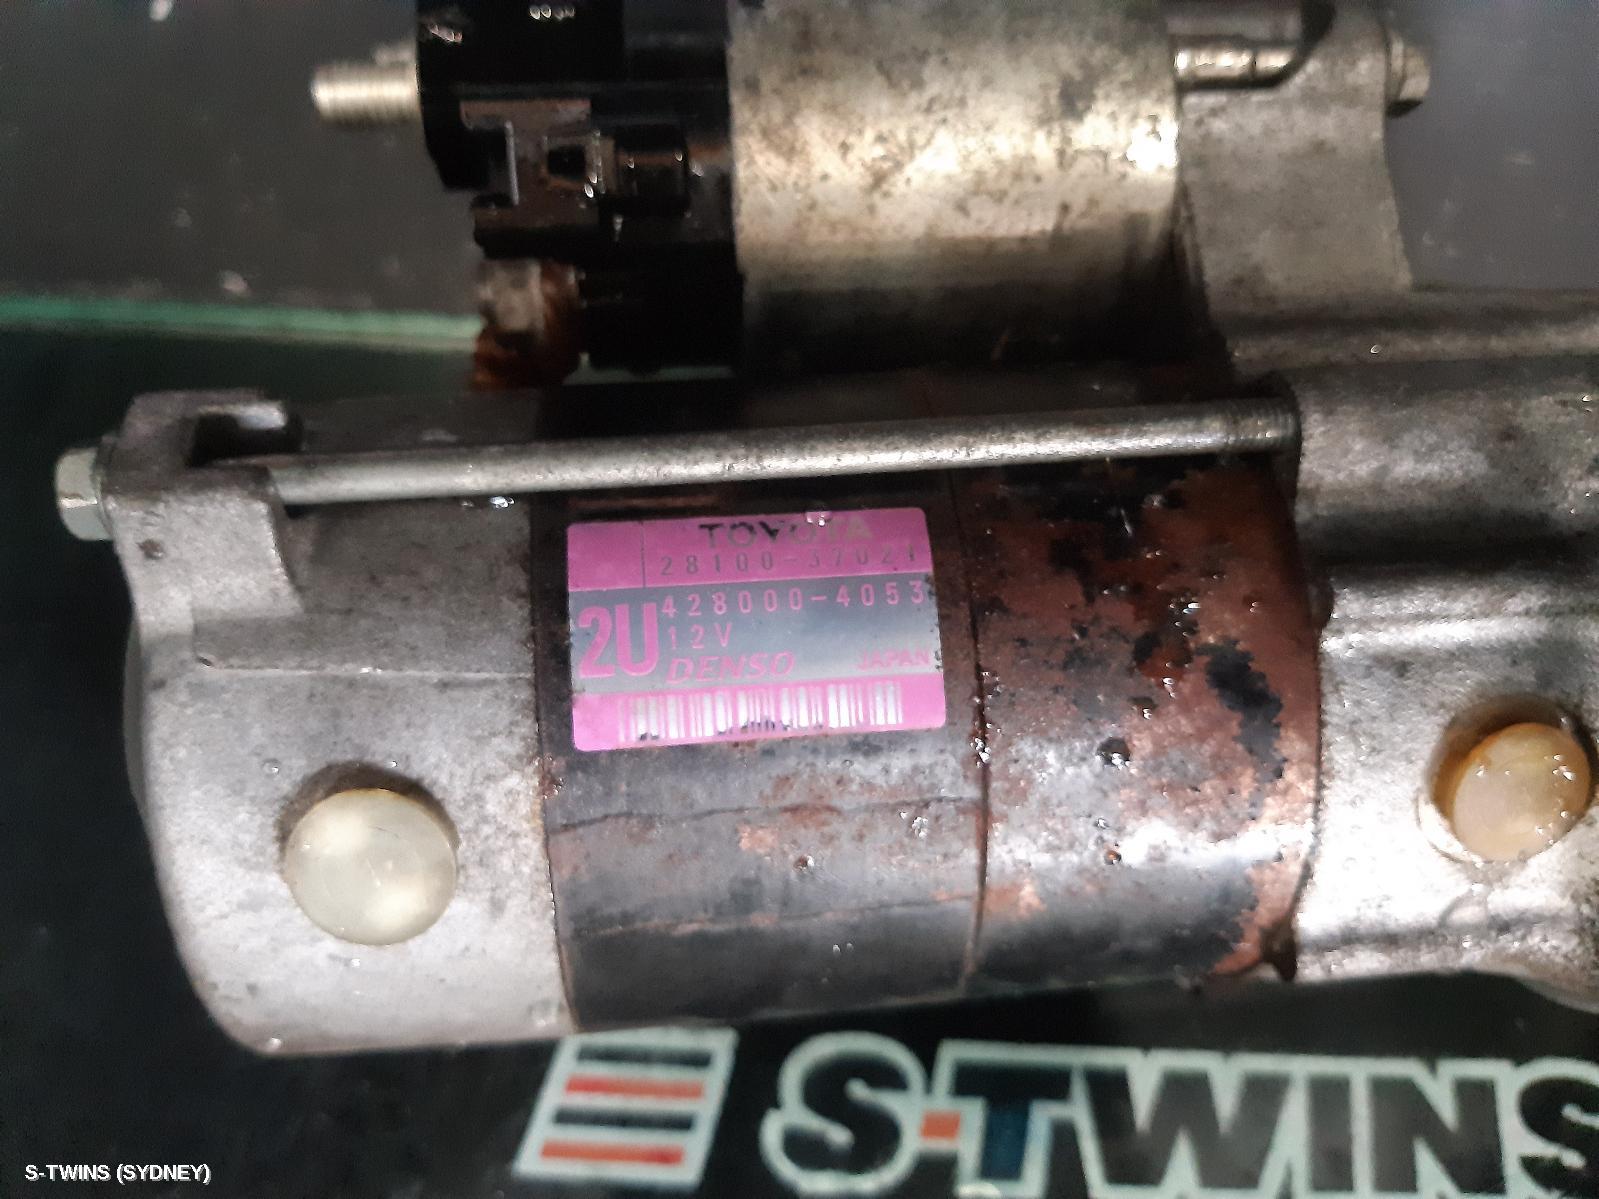 TOYOTA
28100-37021
2U
428000-4053
12V
DENSO JAPAN
S-TWINS
S-TWINS (SYDNEY)